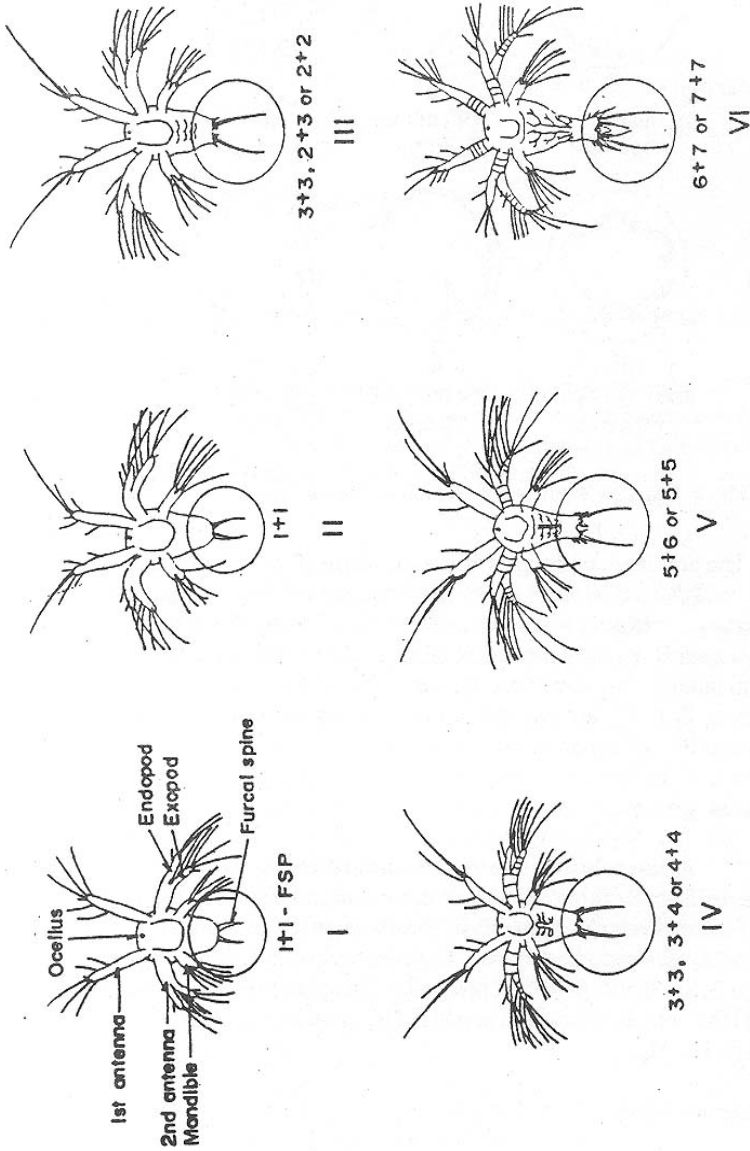 Ocellus
1st antenna
2nd antenna
Mandible
Endopod
Exopod
Furcal spine
1+1-FSP
I
1+1
II
3+3, 2+3 or 2+2
III
3+3, 3+4 or 4+4
IV
5+6 or 5+5
V
6+7 or 7+7
VI